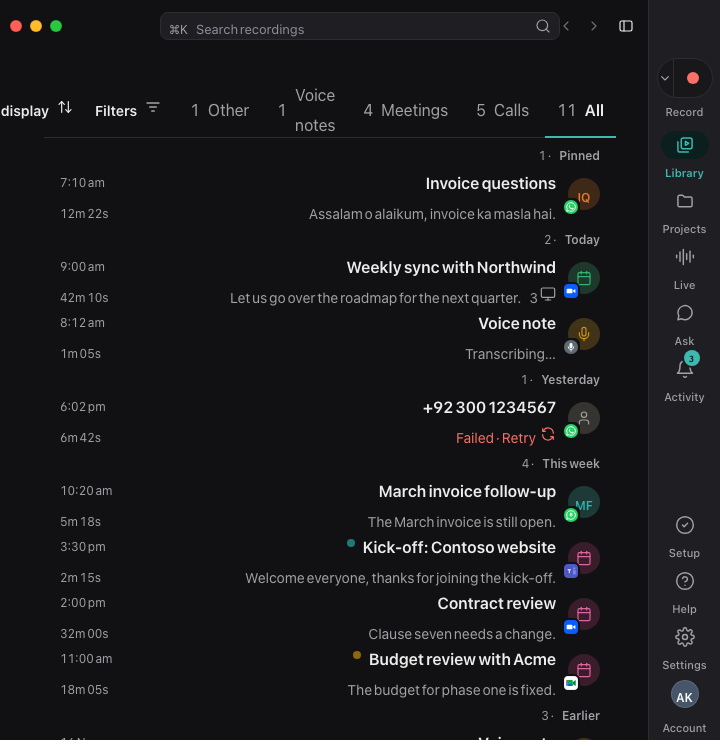 ⌘K Search recordings
display
Filters
1 Other
1 Voice notes
4 Meetings
5 Calls
11 All
1 · Pinned
7:10 am
Invoice questions
IQ
12m 22s
Assalam o alaikum, invoice ka masla hai.
2 · Today
9:00 am
Weekly sync with Northwind
42m 10s
Let us go over the roadmap for the next quarter. 3
8:12 am
Voice note
1m 05s
Transcribing...
1 · Yesterday
6:02 pm
+92 300 1234567
6m 42s
Failed · Retry
4 · This week
10:20 am
March invoice follow-up
MF
5m 18s
The March invoice is still open.
3:30 pm
Kick-off: Contoso website
2m 15s
Welcome everyone, thanks for joining the kick-off.
2:00 pm
Contract review
32m 00s
Clause seven needs a change.
11:00 am
Budget review with Acme
18m 05s
The budget for phase one is fixed.
3 · Earlier
Record
Library
Projects
Live
Ask
3
Activity
Setup
Help
Settings
AK
Account